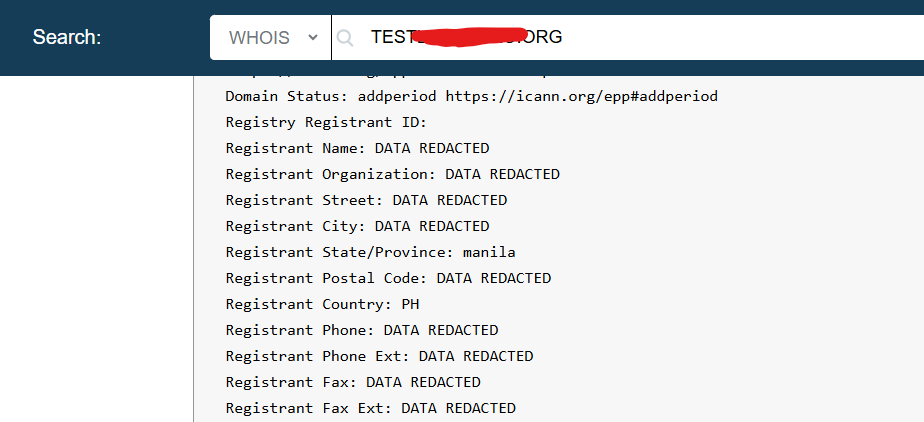 Search:
WHOIS
TEST .ORG
Domain Status: addperiod https://icann.org/epp#addperiod
Registry Registrant ID:
Registrant Name: DATA REDACTED
Registrant Organization: DATA REDACTED
Registrant Street: DATA REDACTED
Registrant City: DATA REDACTED
Registrant State/Province: manila
Registrant Postal Code: DATA REDACTED
Registrant Country: PH
Registrant Phone: DATA REDACTED
Registrant Phone Ext: DATA REDACTED
Registrant Fax: DATA REDACTED
Registrant Fax Ext: DATA REDACTED